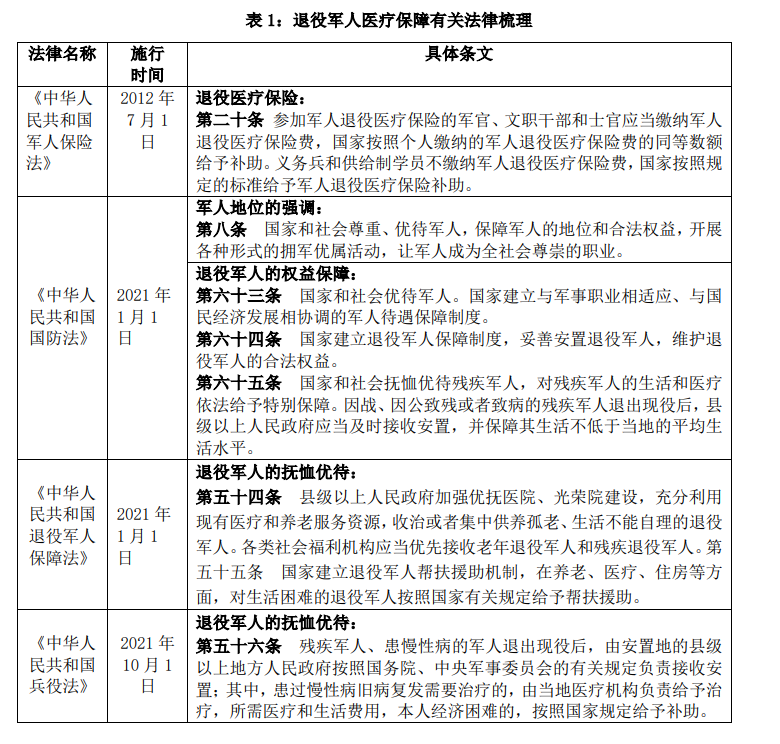 表 1：退役军人医疗保障有关法律梳理
法律名称
施行
时间
具体条文
《中华人
民共和国
军人保险
法》
2012 年
7 月 1
日
退役医疗保险：
第二十条 参加军人退役医疗保险的军官、文职干部和士官应当缴纳军人
退役医疗保险费，国家按照个人缴纳的军人退役医疗保险费的同等数额
给予补助。义务兵和供给制学员不缴纳军人退役医疗保险费，国家按照规
定的标准给予军人退役医疗保险补助。
《中华人
民共和国
国防法》
2021 年
1 月 1
日
军人地位的强调：
第八条 国家和社会尊重、优待军人，保障军人的地位和合法权益，开展
各种形式的拥军优属活动，让军人成为全社会尊崇的职业。
退役军人的权益保障：
第六十三条 国家和社会优待军人。国家建立与军事职业相适应、与国
民经济发展相协调的军人待遇保障制度。
第六十四条 国家建立退役军人保障制度，妥善安置退役军人，维护退
役军人的合法权益。
第六十五条 国家和社会抚恤优待残疾军人，对残疾军人的生活和医疗
依法给予特别保障。因战、因公致残或者致病的残疾军人退出现役后，县
级以上人民政府应当及时接收安置，并保障其生活不低于当地的平均生
活水平。
《中华人
民共和国
退役军人
保障法》
2021 年
1 月 1
日
退役军人的抚恤优待：
第五十四条 县级以上人民政府加强优抚医院、光荣院建设，充分利用
现有医疗和养老服务资源，收治或者集中供养孤老、生活不能自理的退役
军人。各类社会福利机构应当优先接收老年退役军人和残疾退役军人。第
五十五条 国家建立退役军人帮扶援助机制，在养老、医疗、住房等方
面，对生活困难的退役军人按照国家有关规定给予帮扶援助。
《中华人
民共和国
兵役法》
2021 年
10 月 1
日
退役军人的抚恤优待：
第五十六条 残疾军人、患慢性病的军人退出现役后，由安置地的县级
以上地方人民政府按照国务院、中央军事委员会的有关规定负责接收安
置；其中，患过慢性病旧病复发需要治疗的，由当地医疗机构负责给予治
疗，所需医疗和生活费用，本人经济困难的，按照国家规定给予补助。